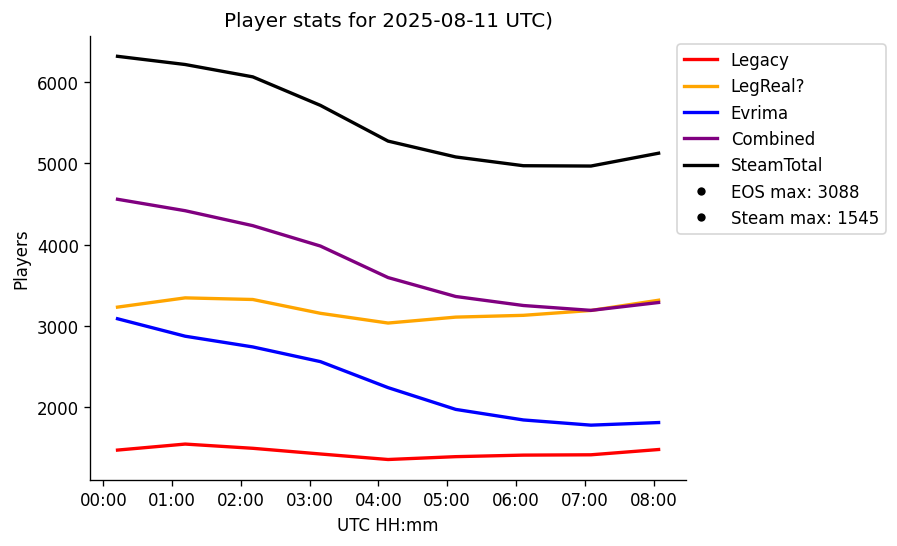 Player stats for 2025-08-11 UTC)
Legacy
LegReal?
Evrima
Combined
SteamTotal
EOS max: 3088
Steam max: 1545
Players
6000
5000
4000
3000
2000
00:00 01:00 02:00 03:00 04:00 05:00 06:00 07:00 08:00
UTC HH:mm